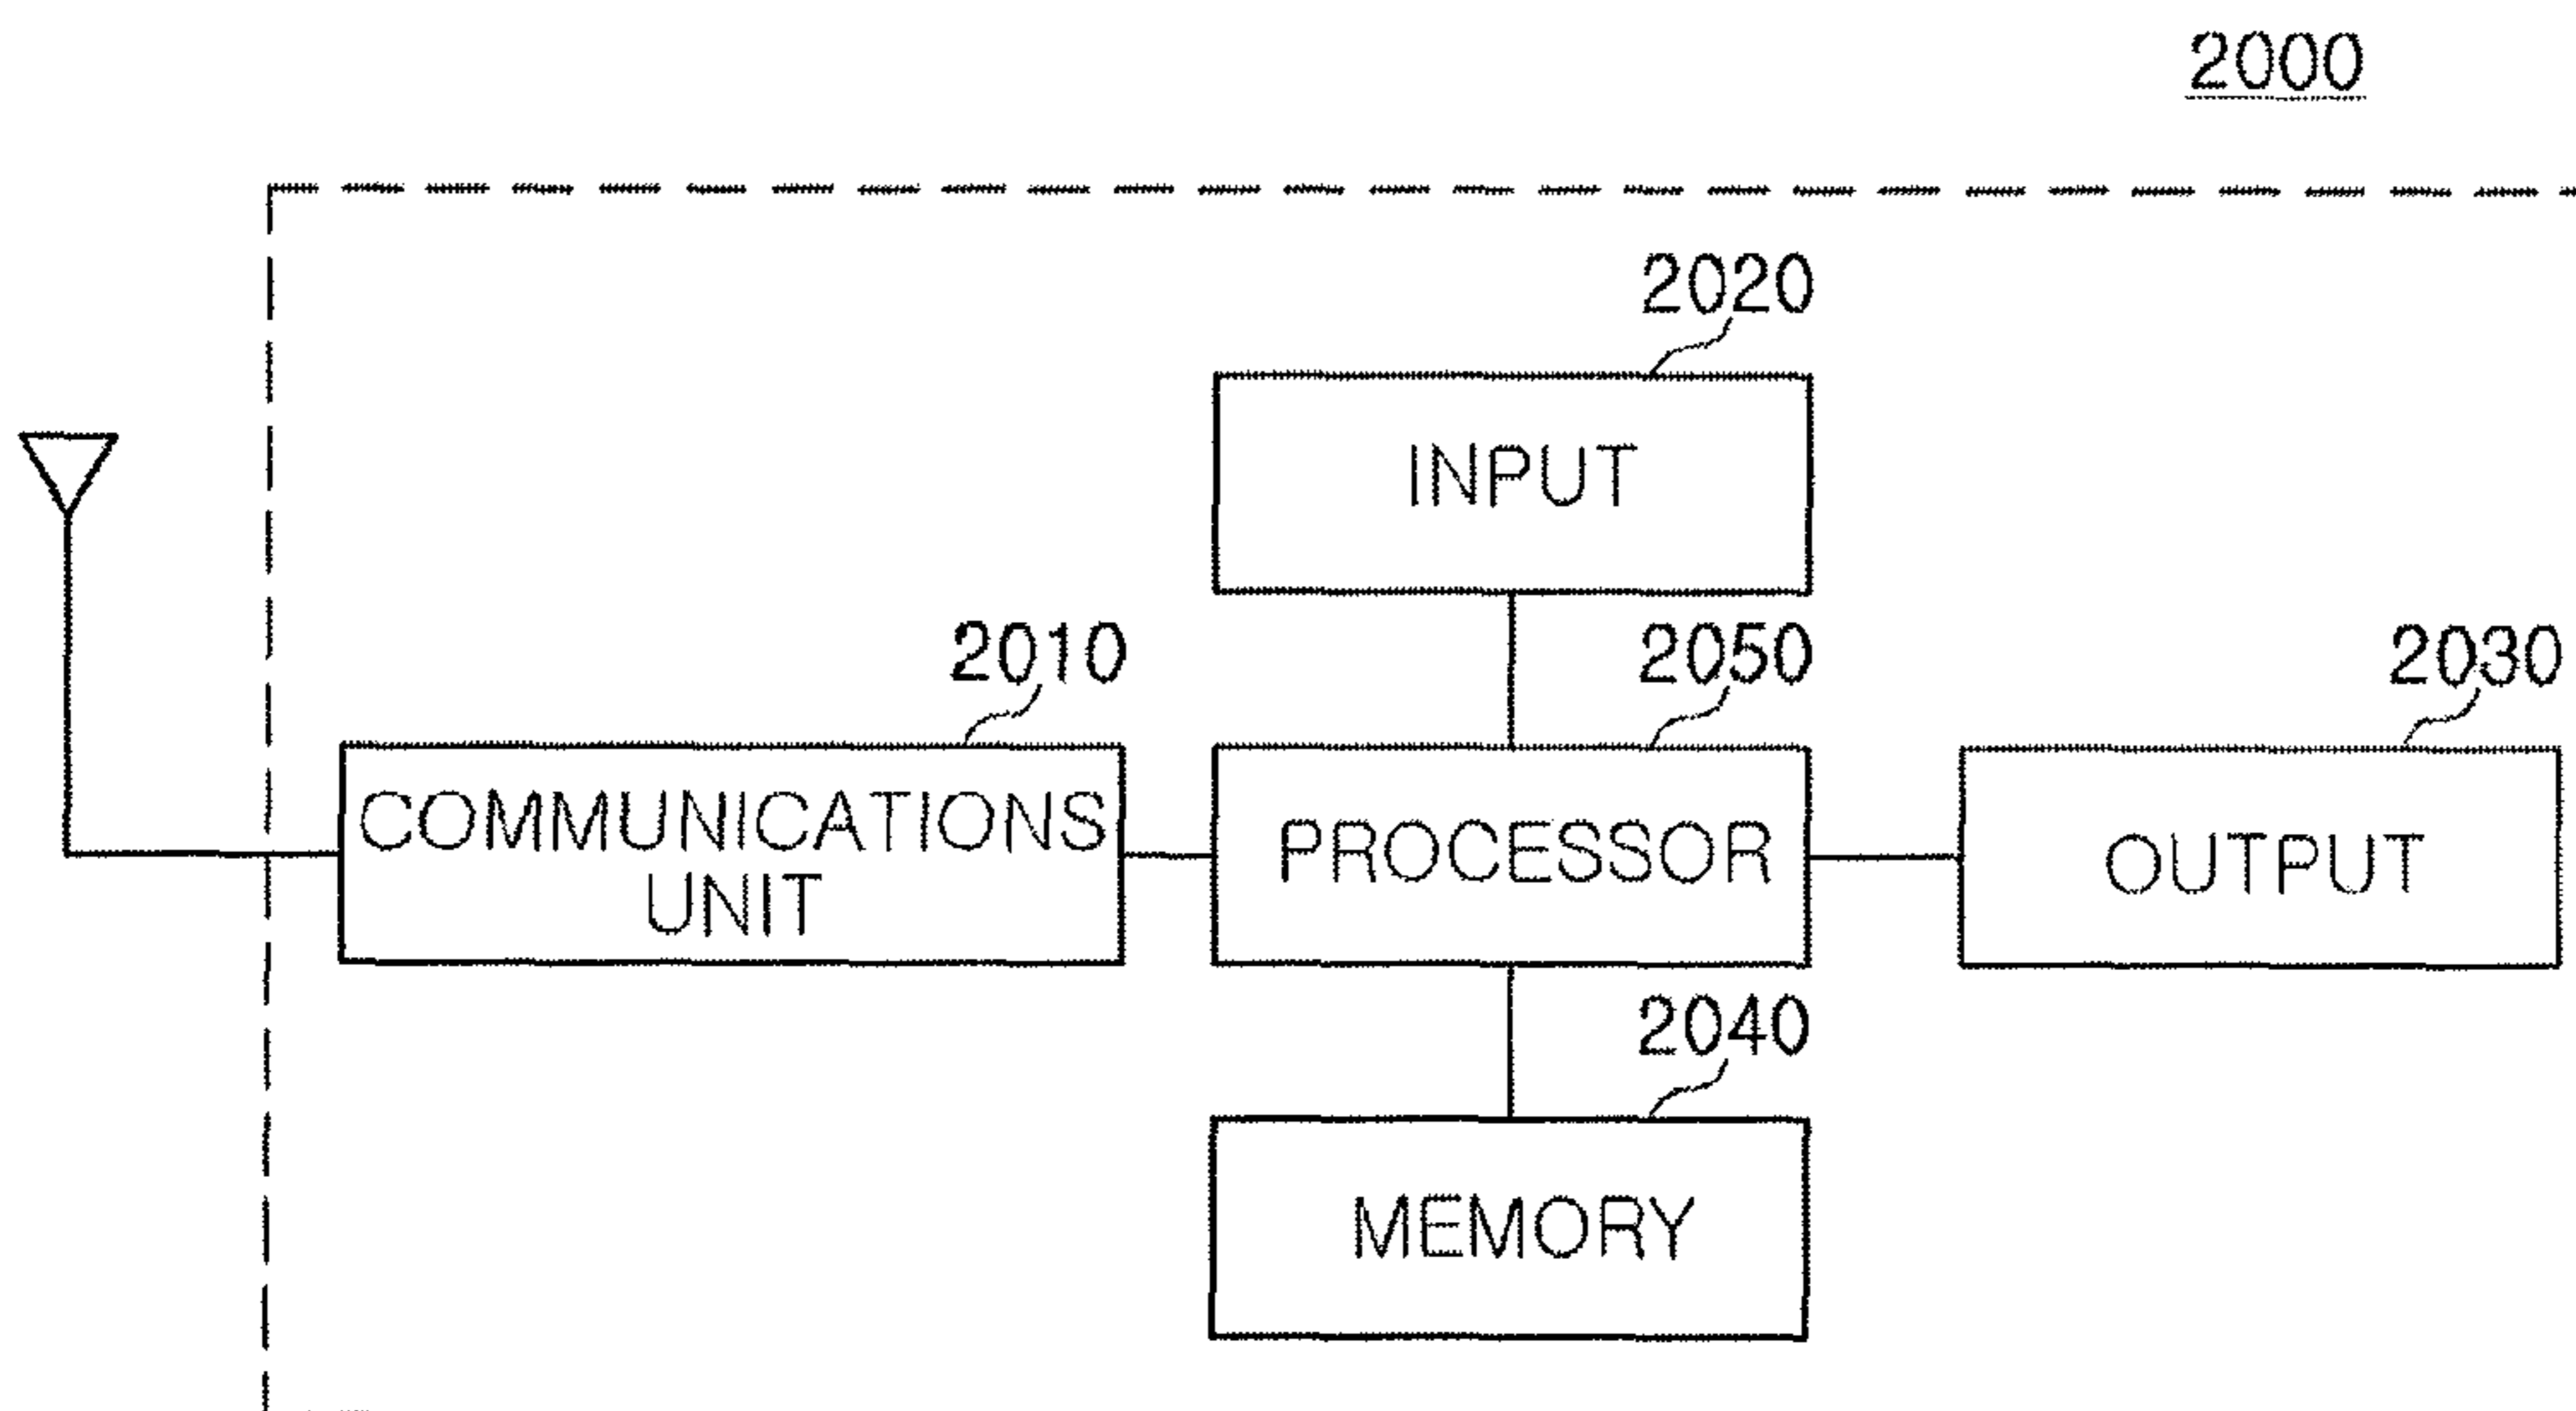 2000
2020
INPUT
2010
2050
2030
COMMUNICATIONS
UNIT
PROCESSOR
OUTPUT
2040
MEMORY